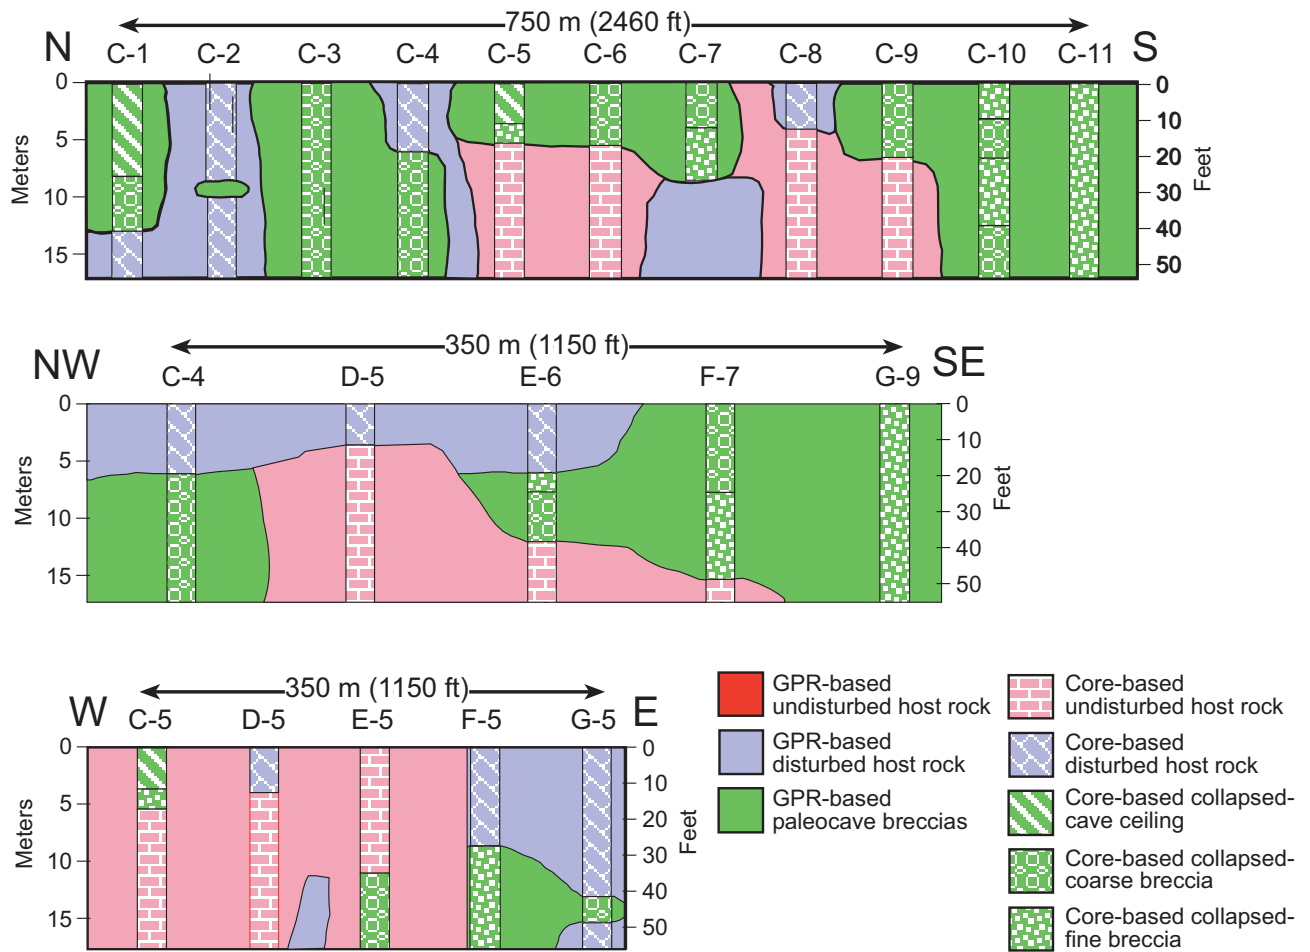 750 m (2460 ft)
N C-1 C-2 C-3 C-4 C-5 C-6 C-7 C-8 C-9 C-10 C-11 S
0 0
10
5
20
10 30
40
15
50
Meters
Feet
350 m (1150 ft)
NW SE
C-4 D-5 E-6 F-7 G-9
0 0
10
5
20
10 30
40
15
50
Meters
Feet
350 m (1150 ft)
W C-5 D-5 E-5 F-5 G-5 E
0 0
10
5
20
10 30
40
15
50
Meters
Feet
GPR-based
undisturbed host rock
GPR-based
disturbed host rock
GPR-based
paleocave breccias
Core-based
undisturbed host rock
Core-based
disturbed host rock
Core-based collapsed-
cave ceiling
Core-based collapsed-
coarse breccia
Core-based collapsed-
fine breccia